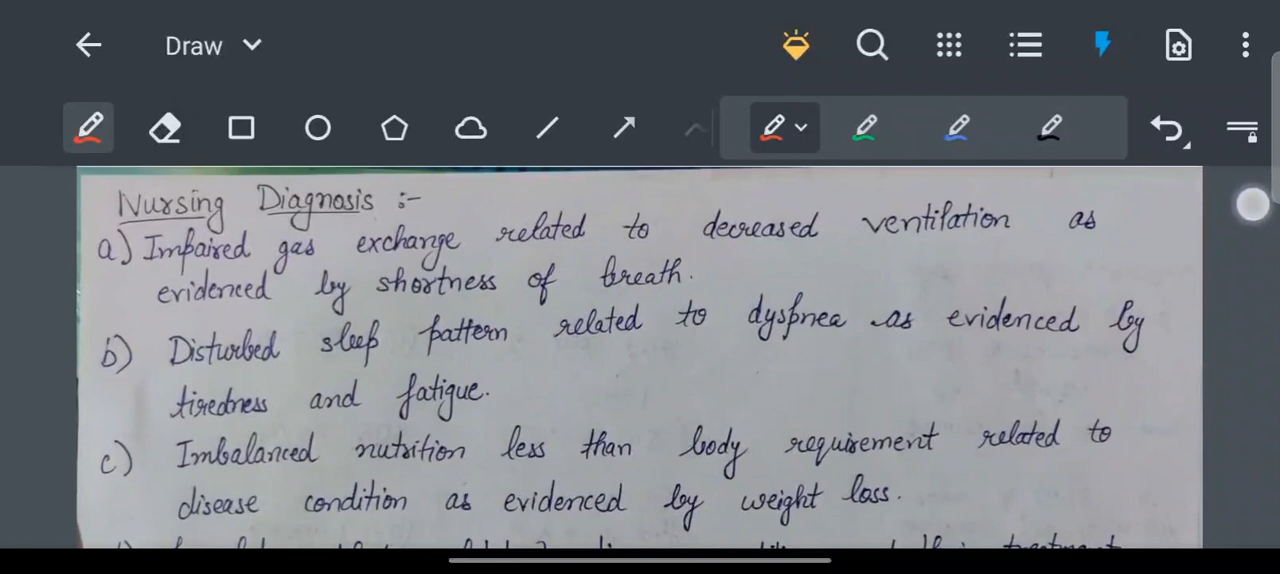 Draw
Nursing Diagnosis :-
a) Impaired gas exchange related to decreased ventilation as
evidenced by shortness of breath.
b) Disturbed sleep pattern related to dyspnea as evidenced by
tiredness and fatigue.
c) Imbalanced nutrition less than body requirement related to
disease condition as evidenced by weight loss.